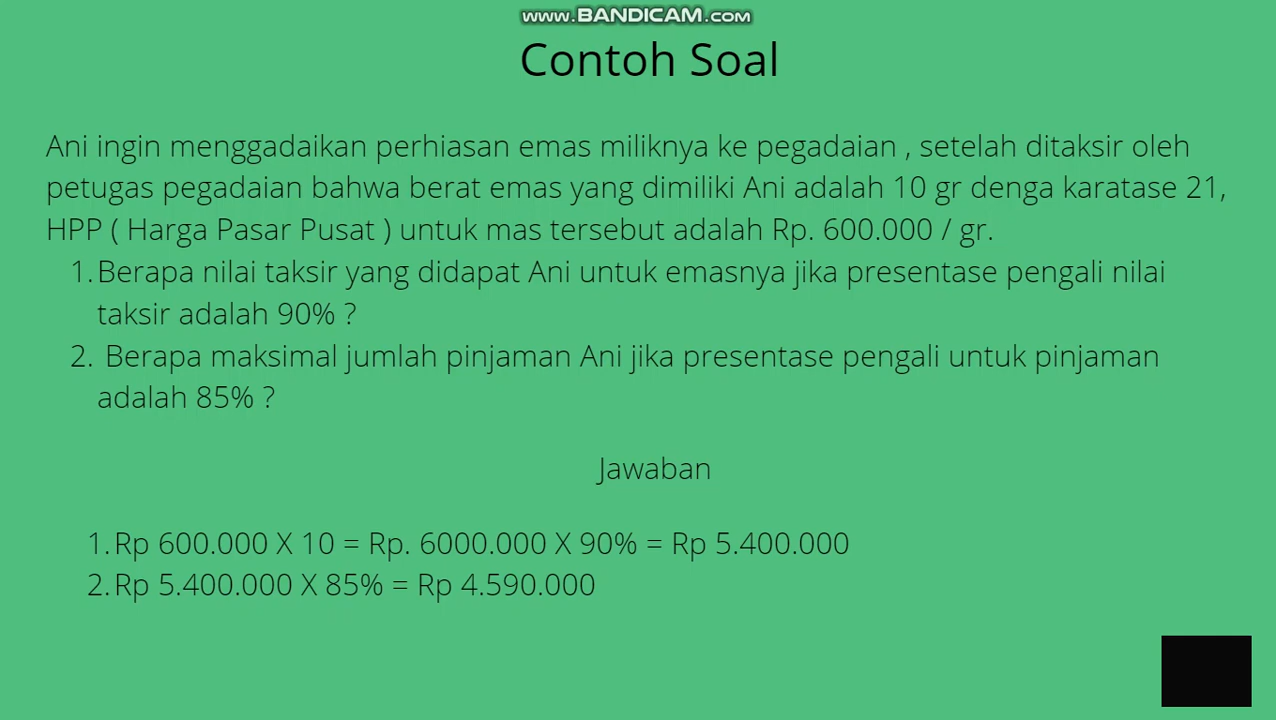 www.BANDICAM.com
Contoh Soal
Ani ingin menggadaikan perhiasan emas miliknya ke pegadaian , setelah ditaksir oleh
petugas pegadaian bahwa berat emas yang dimiliki Ani adalah 10 gr denga karatase 21,
HPP ( Harga Pasar Pusat ) untuk mas tersebut adalah Rp. 600.000 / gr.
1. Berapa nilai taksir yang didapat Ani untuk emasnya jika presentase pengali nilai
taksir adalah 90% ?
2. Berapa maksimal jumlah pinjaman Ani jika presentase pengali untuk pinjaman
adalah 85% ?
Jawaban
1. Rp 600.000 X 10 = Rp. 6000.000 X 90% = Rp 5.400.000
2. Rp 5.400.000 X 85% = Rp 4.590.000